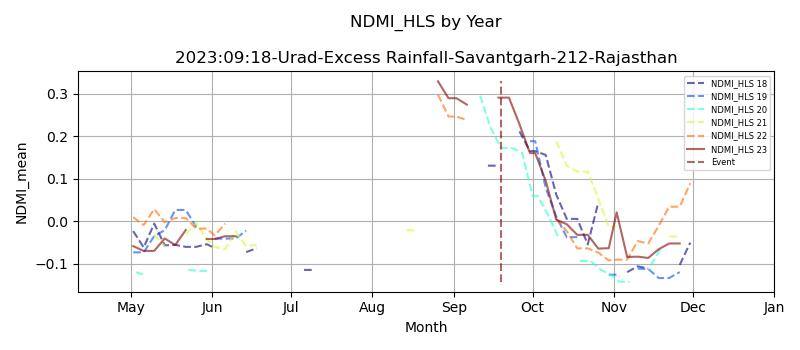 NDMI_HLS by Year
2023:09:18-Urad-Excess Rainfall-Savantgarh-212-Rajasthan
NDMI_mean
0.3
0.2
0.1
0.0
−0.1
NDMI_HLS 18
NDMI_HLS 19
NDMI_HLS 20
NDMI_HLS 21
NDMI_HLS 22
NDMI_HLS 23
Event
May Jun Jul Aug Sep Oct Nov Dec Jan
Month